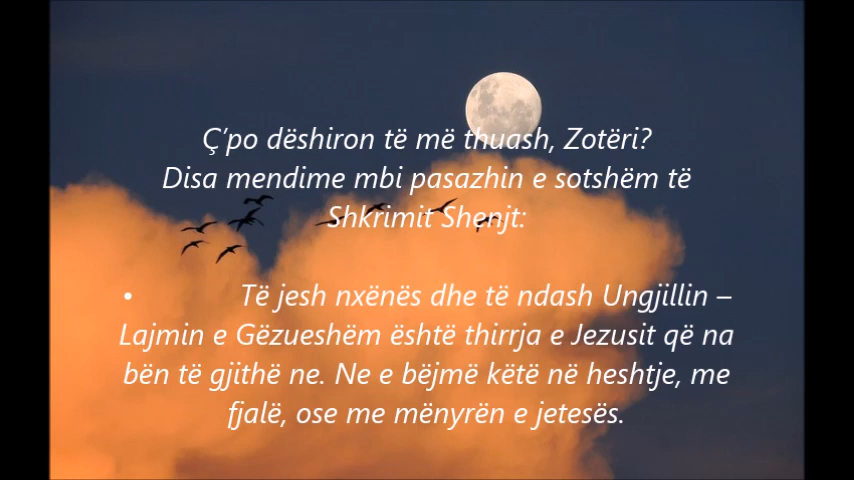 Ç’po dëshiron të më thuash, Zotëri?
Disa mendime mbi pasazhin e sotshëm të
Shkrimit Shenjt:
• Të jesh nxënës dhe të ndash Ungjillin –
Lajmin e Gëzueshëm është thirrja e Jezusit që na
bën të gjithë ne. Ne e bëjmë këtë në heshtje, me
fjalë, ose me mënyrën e jetesës.